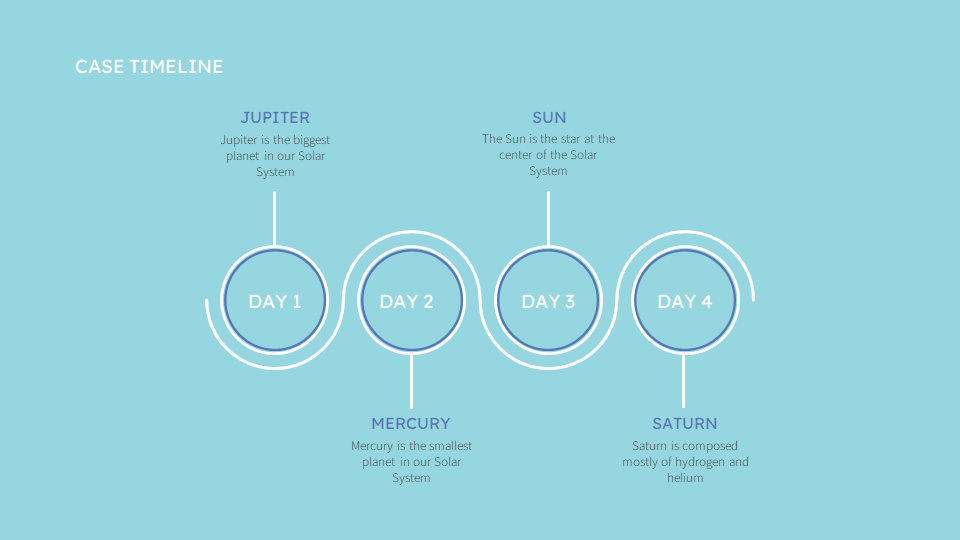 CASE TIMELINE
JUPITER
Jupiter is the biggest
planet in our Solar
System
SUN
The Sun is the star at the
center of the Solar
System
DAY 1
DAY 2
DAY 3
DAY 4
MERCURY
Mercury is the smallest
planet in our Solar
System
SATURN
Saturn is composed
mostly of hydrogen and
helium